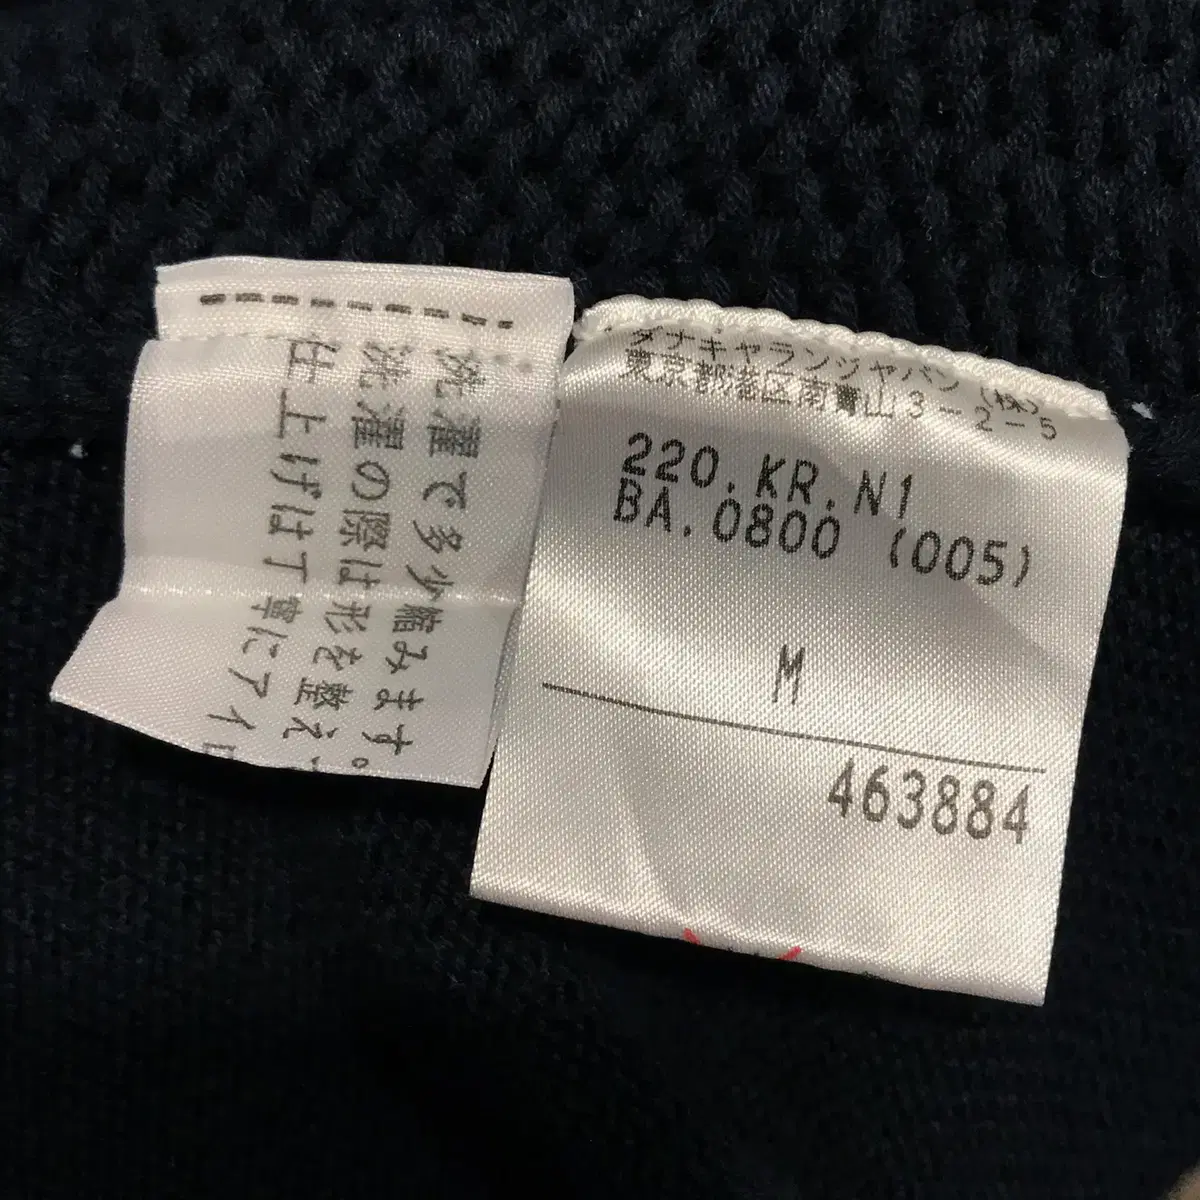 洗濯で多少縮みます。
洗濯の際は形を整え
仕上げは丁寧にアイロ
ダナキャランジャパン(株)
東京都港区南青山3-2-5
220.KR.N1
BA.0800 (005)
M
463884